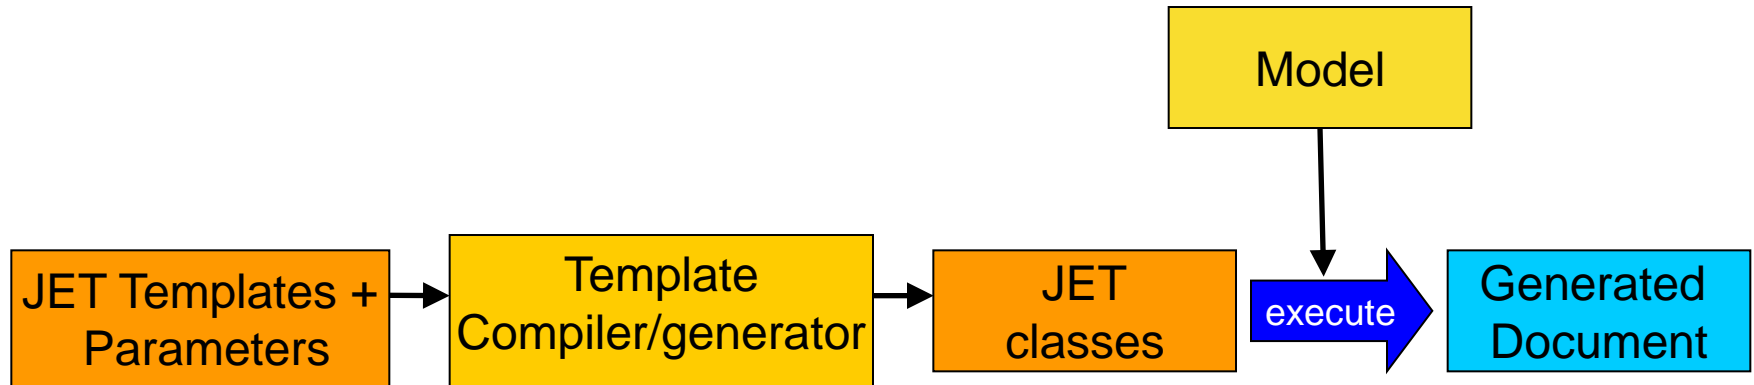 Model
JET Templates +
Parameters
Template
Compiler/generator
JET
classes
execute
Generated
Document